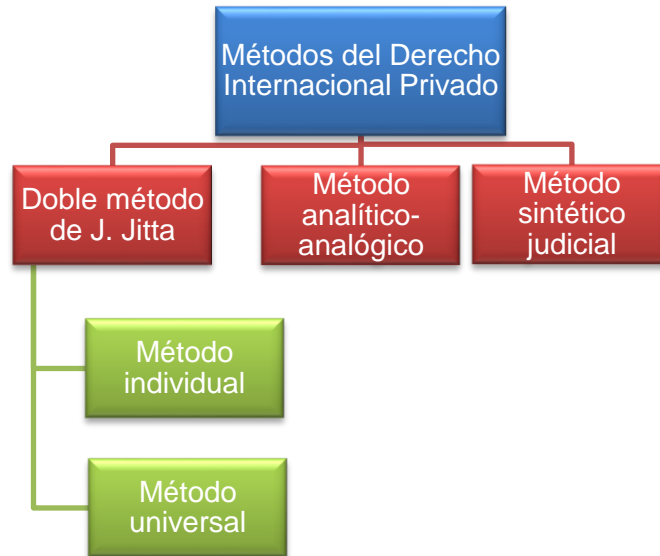 Métodos del Derecho
Internacional Privado
Doble método
de J. Jitta
Método
analítico-
analógico
Método
sintético
judicial
Método
individual
Método
universal